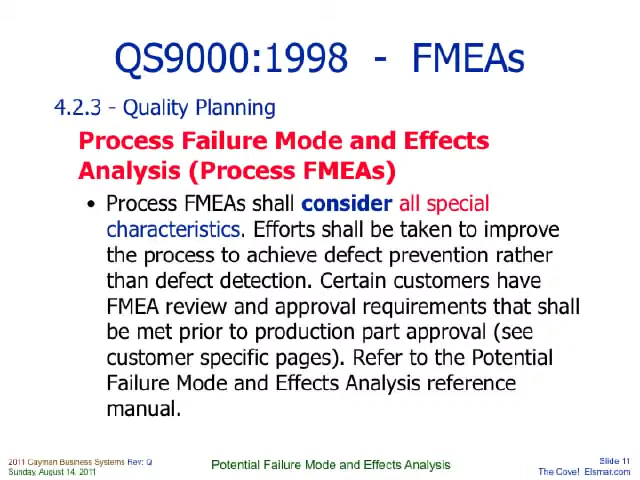 QS9000:1998 - FMEAs
4.2.3 - Quality Planning
Process Failure Mode and Effects
Analysis (Process FMEAs)
• Process FMEAs shall consider all special
characteristics. Efforts shall be taken to improve
the process to achieve defect prevention rather
than defect detection. Certain customers have
FMEA review and approval requirements that shall
be met prior to production part approval (see
customer specific pages). Refer to the Potential
Failure Mode and Effects Analysis reference
manual.
2011 Cayman Business Systems Rev: Q
Sunday, August 14, 2011
Potential Failure Mode and Effects Analysis
Slide 11
The Cove! Elsmar.com